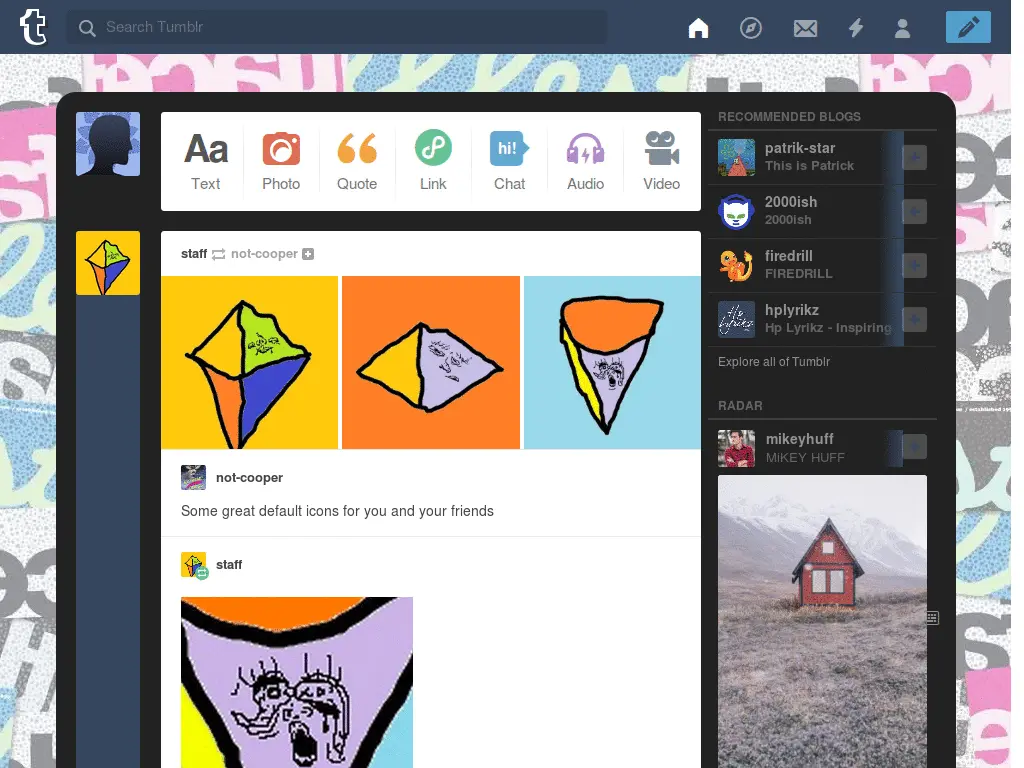 t
Search Tumblr
Aa
Text
Photo
Quote
hi!
Link
Chat
Audio
Video
staff not-cooper
not-cooper
Some great default icons for you and your friends
staff
RECOMMENDED BLOGS
patrik-star
This is Patrick
2000ish
2000ish
firedrill
FIREDRILL
Hp Lyrikz
hplyrikz
Hp Lyrikz - Inspiring
Explore all of Tumblr
RADAR
mikeyhuff
MIKEY HUFF